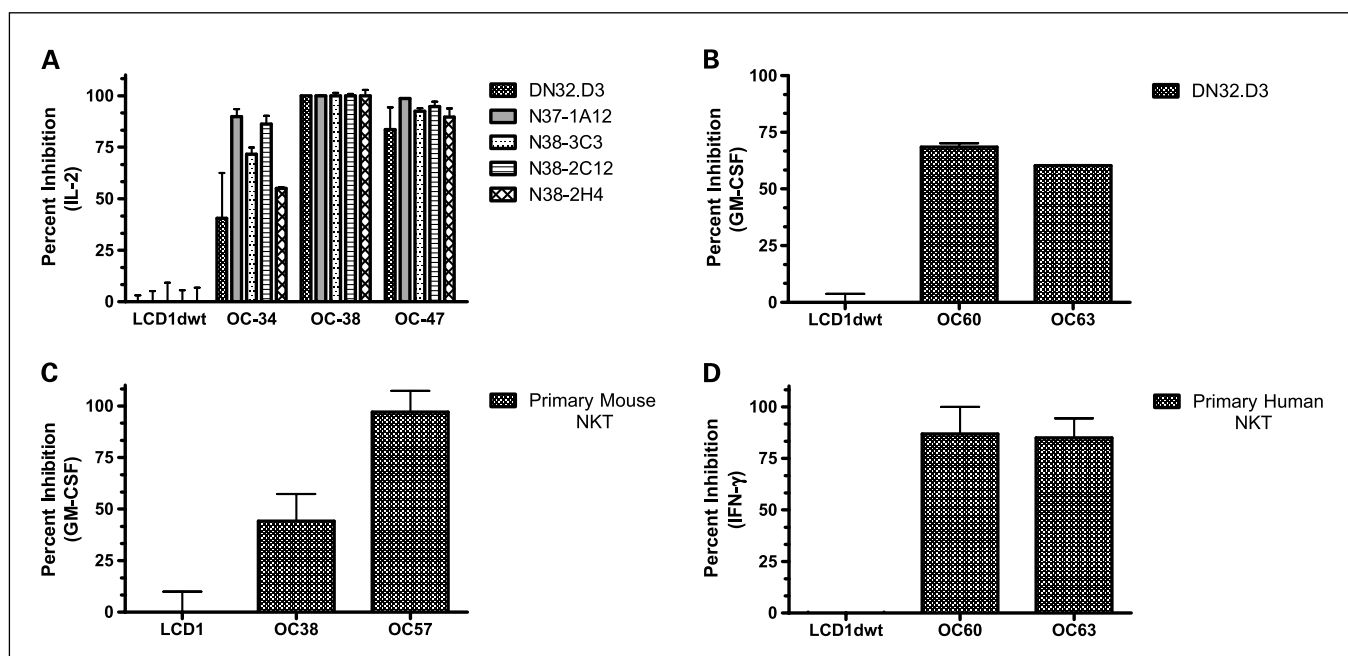 A
Percent Inhibition
(IL-2)
100
75
50
25
0
LCD1dwt OC-34 OC-38 OC-47
DN32.D3
N37-1A12
N38-3C3
N38-2C12
N38-2H4
B
Percent Inhibition
(GM-CSF)
100
75
50
25
0
LCD1dwt OC60 OC63
DN32.D3
C
Percent Inhibition
(GM-CSF)
100
75
50
25
0
LCD1 OC38 OC57
Primary Mouse
NKT
D
Percent Inhibition
(IFN-γ)
100
75
50
25
0
LCD1dwt OC60 OC63
Primary Human
NKT